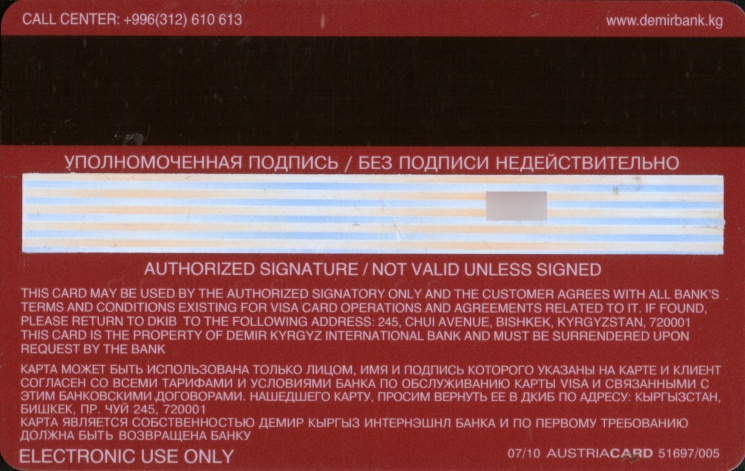 CALL CENTER: +996(312) 610 613
www.demirbank.kg
УПОЛНОМОЧЕННАЯ ПОДПИСЬ / БЕЗ ПОДПИСИ НЕДЕЙСТВИТЕЛЬНО
AUTHORIZED SIGNATURE / NOT VALID UNLESS SIGNED
THIS CARD MAY BE USED BY THE AUTHORIZED SIGNATORY ONLY AND THE CUSTOMER AGREES WITH ALL BANK'S
TERMS AND CONDITIONS EXISTING FOR VISA CARD OPERATIONS AND AGREEMENTS RELATED TO IT. IF FOUND,
PLEASE RETURN TO DKIB TO THE FOLLOWING ADDRESS: 245, CHUI AVENUE, BISHKEK, KYRGYZSTAN, 720001
THIS CARD IS THE PROPERTY OF DEMIR KYRGYZ INTERNATIONAL BANK AND MUST BE SURRENDERED UPON
REQUEST BY THE BANK
КАРТА МОЖЕТ БЫТЬ ИСПОЛЬЗОВАНА ТОЛЬКО ЛИЦОМ, ИМЯ И ПОДПИСЬ КОТОРОГО УКАЗАНЫ НА КАРТЕ И КЛИЕНТ
СОГЛАСЕН СО ВСЕМИ ТАРИФАМИ И УСЛОВИЯМИ БАНКА ПО ОБСЛУЖИВАНИЮ КАРТЫ VISA И СВЯЗАННЫМИ С
ЭТИМ БАНКОВСКИМИ ДОГОВОРАМИ. НАШЕДШЕГО КАРТУ, ПРОСИМ ВЕРНУТЬ ЕЕ В ДКИБ ПО АДРЕСУ: КЫРГЫЗСТАН,
БИШКЕК, ПР. ЧУЙ 245, 720001
КАРТА ЯВЛЯЕТСЯ СОБСТВЕННОСТЬЮ ДЕМИР КЫРГЫЗ ИНТЕРНЭШНЛ БАНКА И ПО ПЕРВОМУ ТРЕБОВАНИЮ
ДОЛЖНА БЫТЬ ВОЗВРАЩЕНА БАНКУ
ELECTRONIC USE ONLY
07/10 AUSTRIACARD 51697/005